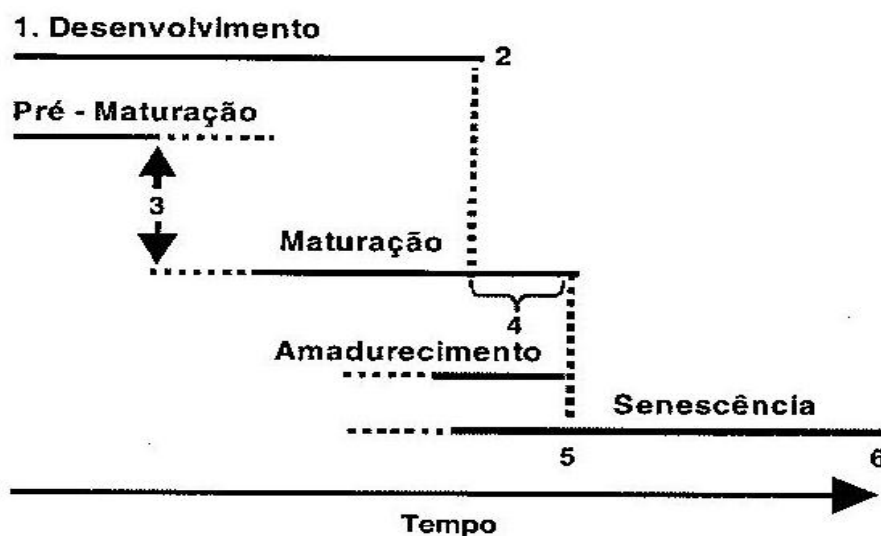 1. Desenvolvimento
2
Pré - Maturação
3
Maturação
4
Amadurecimento
Senescência
5
6
Tempo